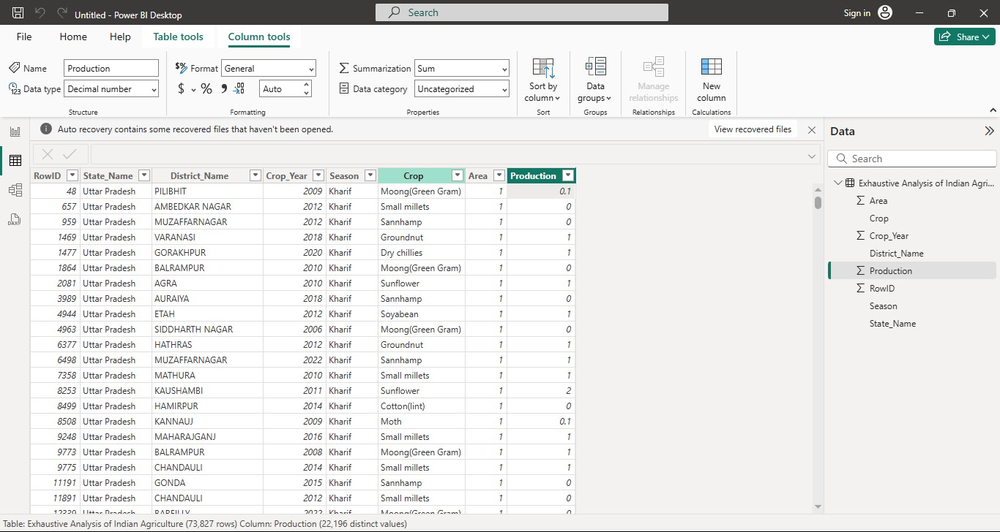 Untitled - Power BI Desktop
Search
Sign in
File Home Help Table tools Column tools
Share
Name Production
Data type Decimal number
Structure
Format General
$ % Auto
Formatting
Summarization Sum
Data category Uncategorized
Properties
Sort by column
Sort
Data groups
Groups
Manage relationships
Relationships
New column
Calculations
Auto recovery contains some recovered files that haven't been opened.
View recovered files
RowID State_Name District_Name Crop_Year Season Crop Area Production
48 Uttar Pradesh PILIBHIT 2009 Kharif Moong(Green Gram) 1 0.1
657 Uttar Pradesh AMBEDKAR NAGAR 2012 Kharif Small millets 1 0
959 Uttar Pradesh MUZAFFARNAGAR 2012 Kharif Sannhamp 1 0
1469 Uttar Pradesh VARANASI 2018 Kharif Groundnut 1 1
1477 Uttar Pradesh GORAKHPUR 2020 Kharif Dry chillies 1 1
1864 Uttar Pradesh BALRAMPUR 2010 Kharif Moong(Green Gram) 1 0
2081 Uttar Pradesh AGRA 2010 Kharif Sunflower 1 1
3989 Uttar Pradesh AURAIYA 2018 Kharif Sannhamp 1 0
4944 Uttar Pradesh ETAH 2012 Kharif Soyabean 1 1
4963 Uttar Pradesh SIDDHARTH NAGAR 2006 Kharif Moong(Green Gram) 1 0
6377 Uttar Pradesh HATHRAS 2012 Kharif Groundnut 1 1
6498 Uttar Pradesh MUZAFFARNAGAR 2022 Kharif Sannhamp 1 1
7358 Uttar Pradesh MATHURA 2010 Kharif Small millets 1 1
8253 Uttar Pradesh KAUSHAMBI 2011 Kharif Sunflower 1 2
8499 Uttar Pradesh HAMIRPUR 2014 Kharif Cotton(lint) 1 0
8508 Uttar Pradesh KANNAUJ 2009 Kharif Moth 1 0.1
9248 Uttar Pradesh MAHARAJGANJ 2016 Kharif Small millets 1 1
9773 Uttar Pradesh BALRAMPUR 2008 Kharif Moong(Green Gram) 1 1
9775 Uttar Pradesh CHANDAULI 2014 Kharif Small millets 1 1
11191 Uttar Pradesh GONDA 2015 Kharif Sannhamp 1 0
11891 Uttar Pradesh CHANDAULI 2012 Kharif Small millets 1 0
Data
Search
Exhaustive Analysis of Indian Agri...
Area
Crop
Crop_Year
District_Name
Production
RowID
Season
State_Name
Table: Exhaustive Analysis of Indian Agriculture (73,827 rows) Column: Production (22,196 distinct values)